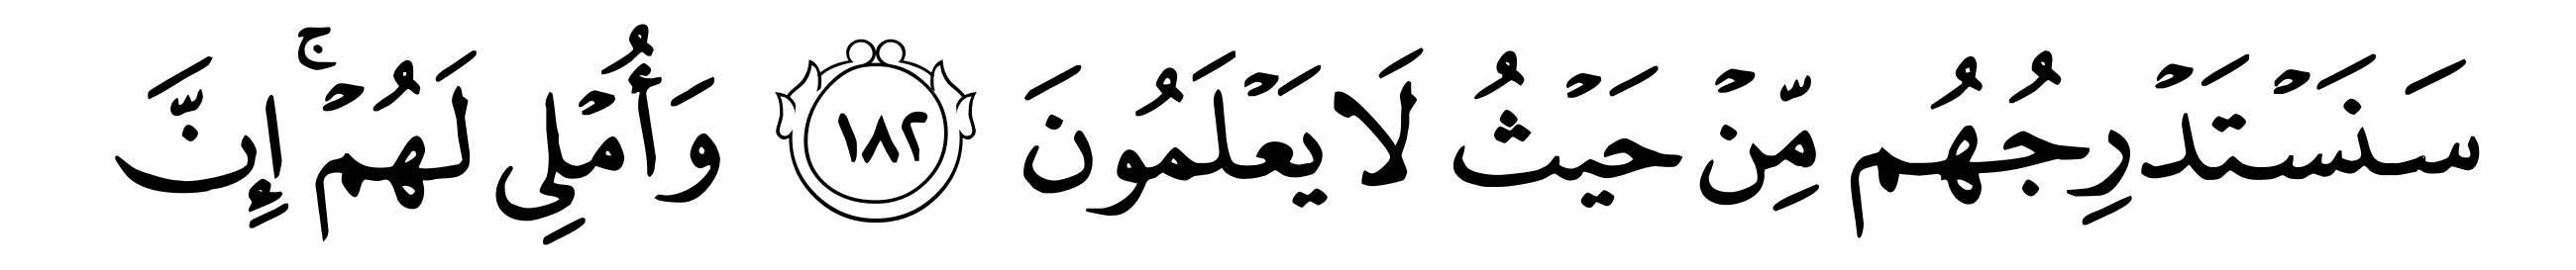 سَنَسْتَدْرِجُهُم مِّنْ حَيْثُ لَا يَعْلَمُونَ ١٨٢ وَأُمْلِي لَهُمْ ۚ إِنَّ